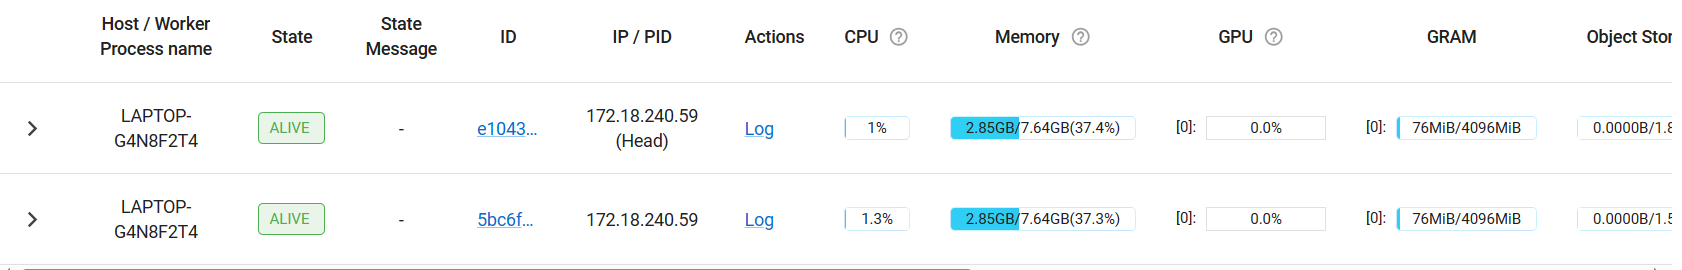 Host / Worker Process name State State Message ID IP / PID Actions CPU ? Memory ? GPU ? GRAM Object Stor
LAPTOP-G4N8F2T4 ALIVE - e1043... 172.18.240.59 (Head) Log 1% 2.85GB/7.64GB(37.4%) [0]: 0.0% [0]: 76MiB/4096MiB 0.0000B/1.8
LAPTOP-G4N8F2T4 ALIVE - 5bc6f... 172.18.240.59 Log 1.3% 2.85GB/7.64GB(37.3%) [0]: 0.0% [0]: 76MiB/4096MiB 0.0000B/1.5